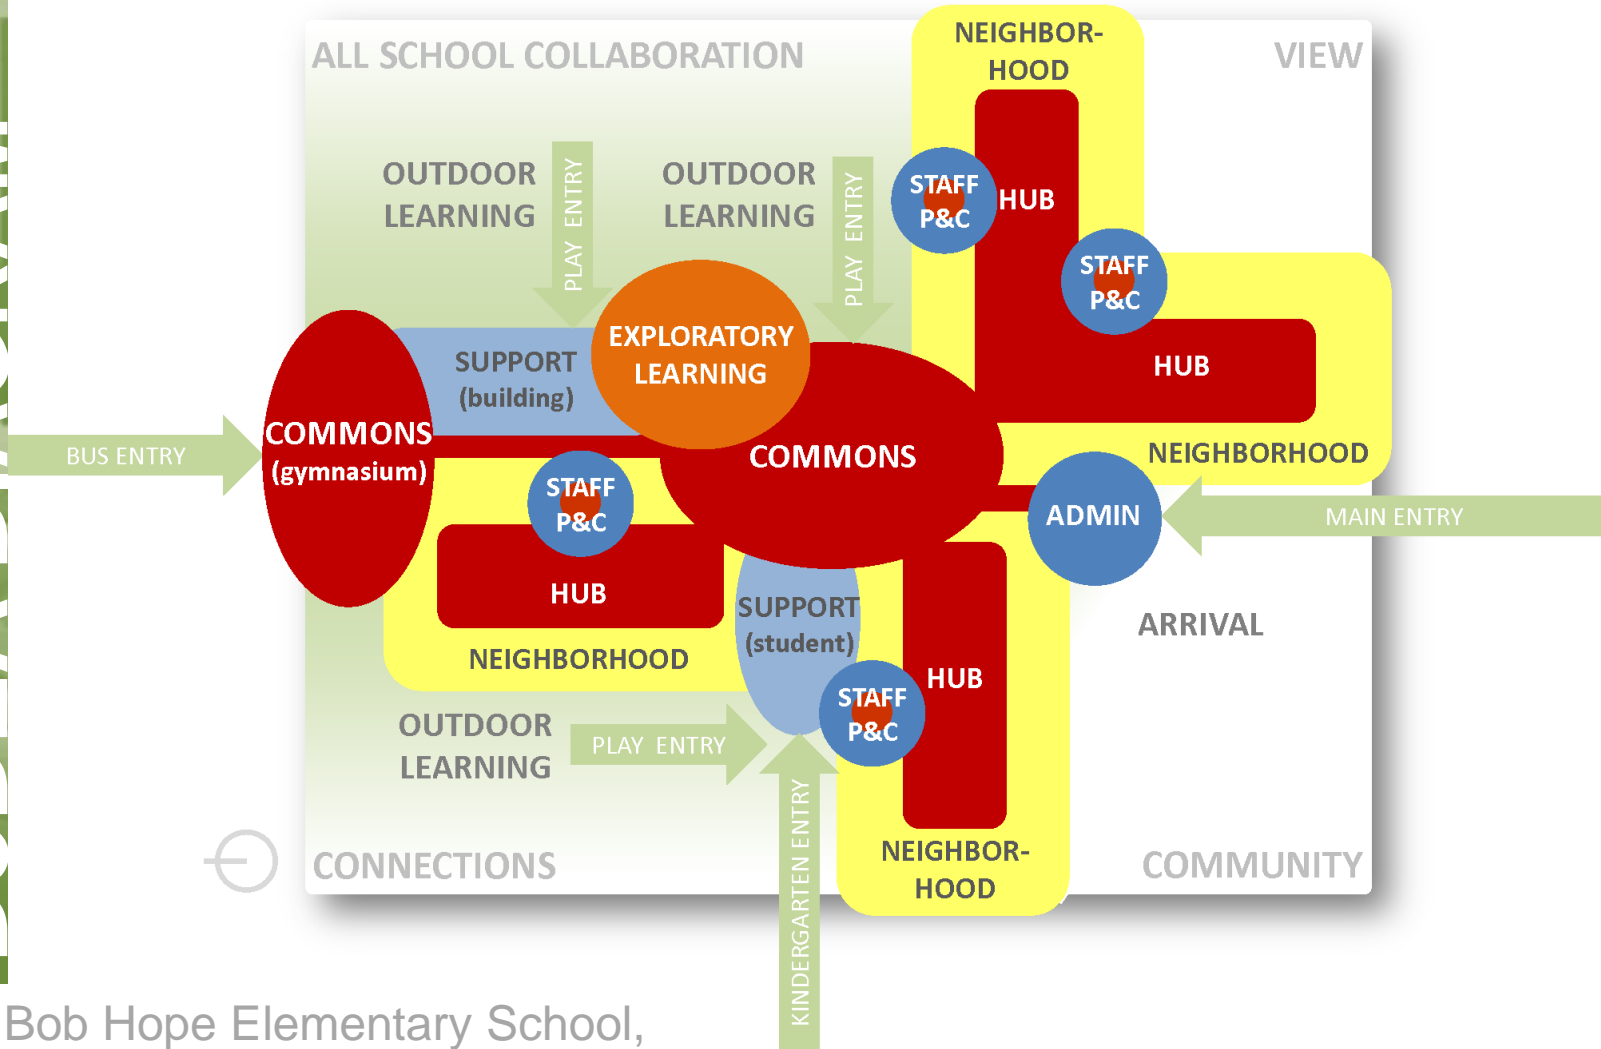 ALL SCHOOL COLLABORATION
NEIGHBOR-
HOOD
VIEW
OUTDOOR
LEARNING
PLAY ENTRY
OUTDOOR
LEARNING
PLAY ENTRY
STAFF
P&C
HUB
STAFF
P&C
HUB
NEIGHBORHOOD
EXPLORATORY
LEARNING
SUPPORT
(building)
COMMONS
(gymnasium)
BUS ENTRY
COMMONS
STAFF
P&C
HUB
NEIGHBORHOOD
ADMIN
MAIN ENTRY
ARRIVAL
SUPPORT
(student)
STAFF
P&C
HUB
NEIGHBOR-
HOOD
OUTDOOR
LEARNING
PLAY ENTRY
KINDERGARTEN ENTRY
CONNECTIONS
COMMUNITY
Bob Hope Elementary School,